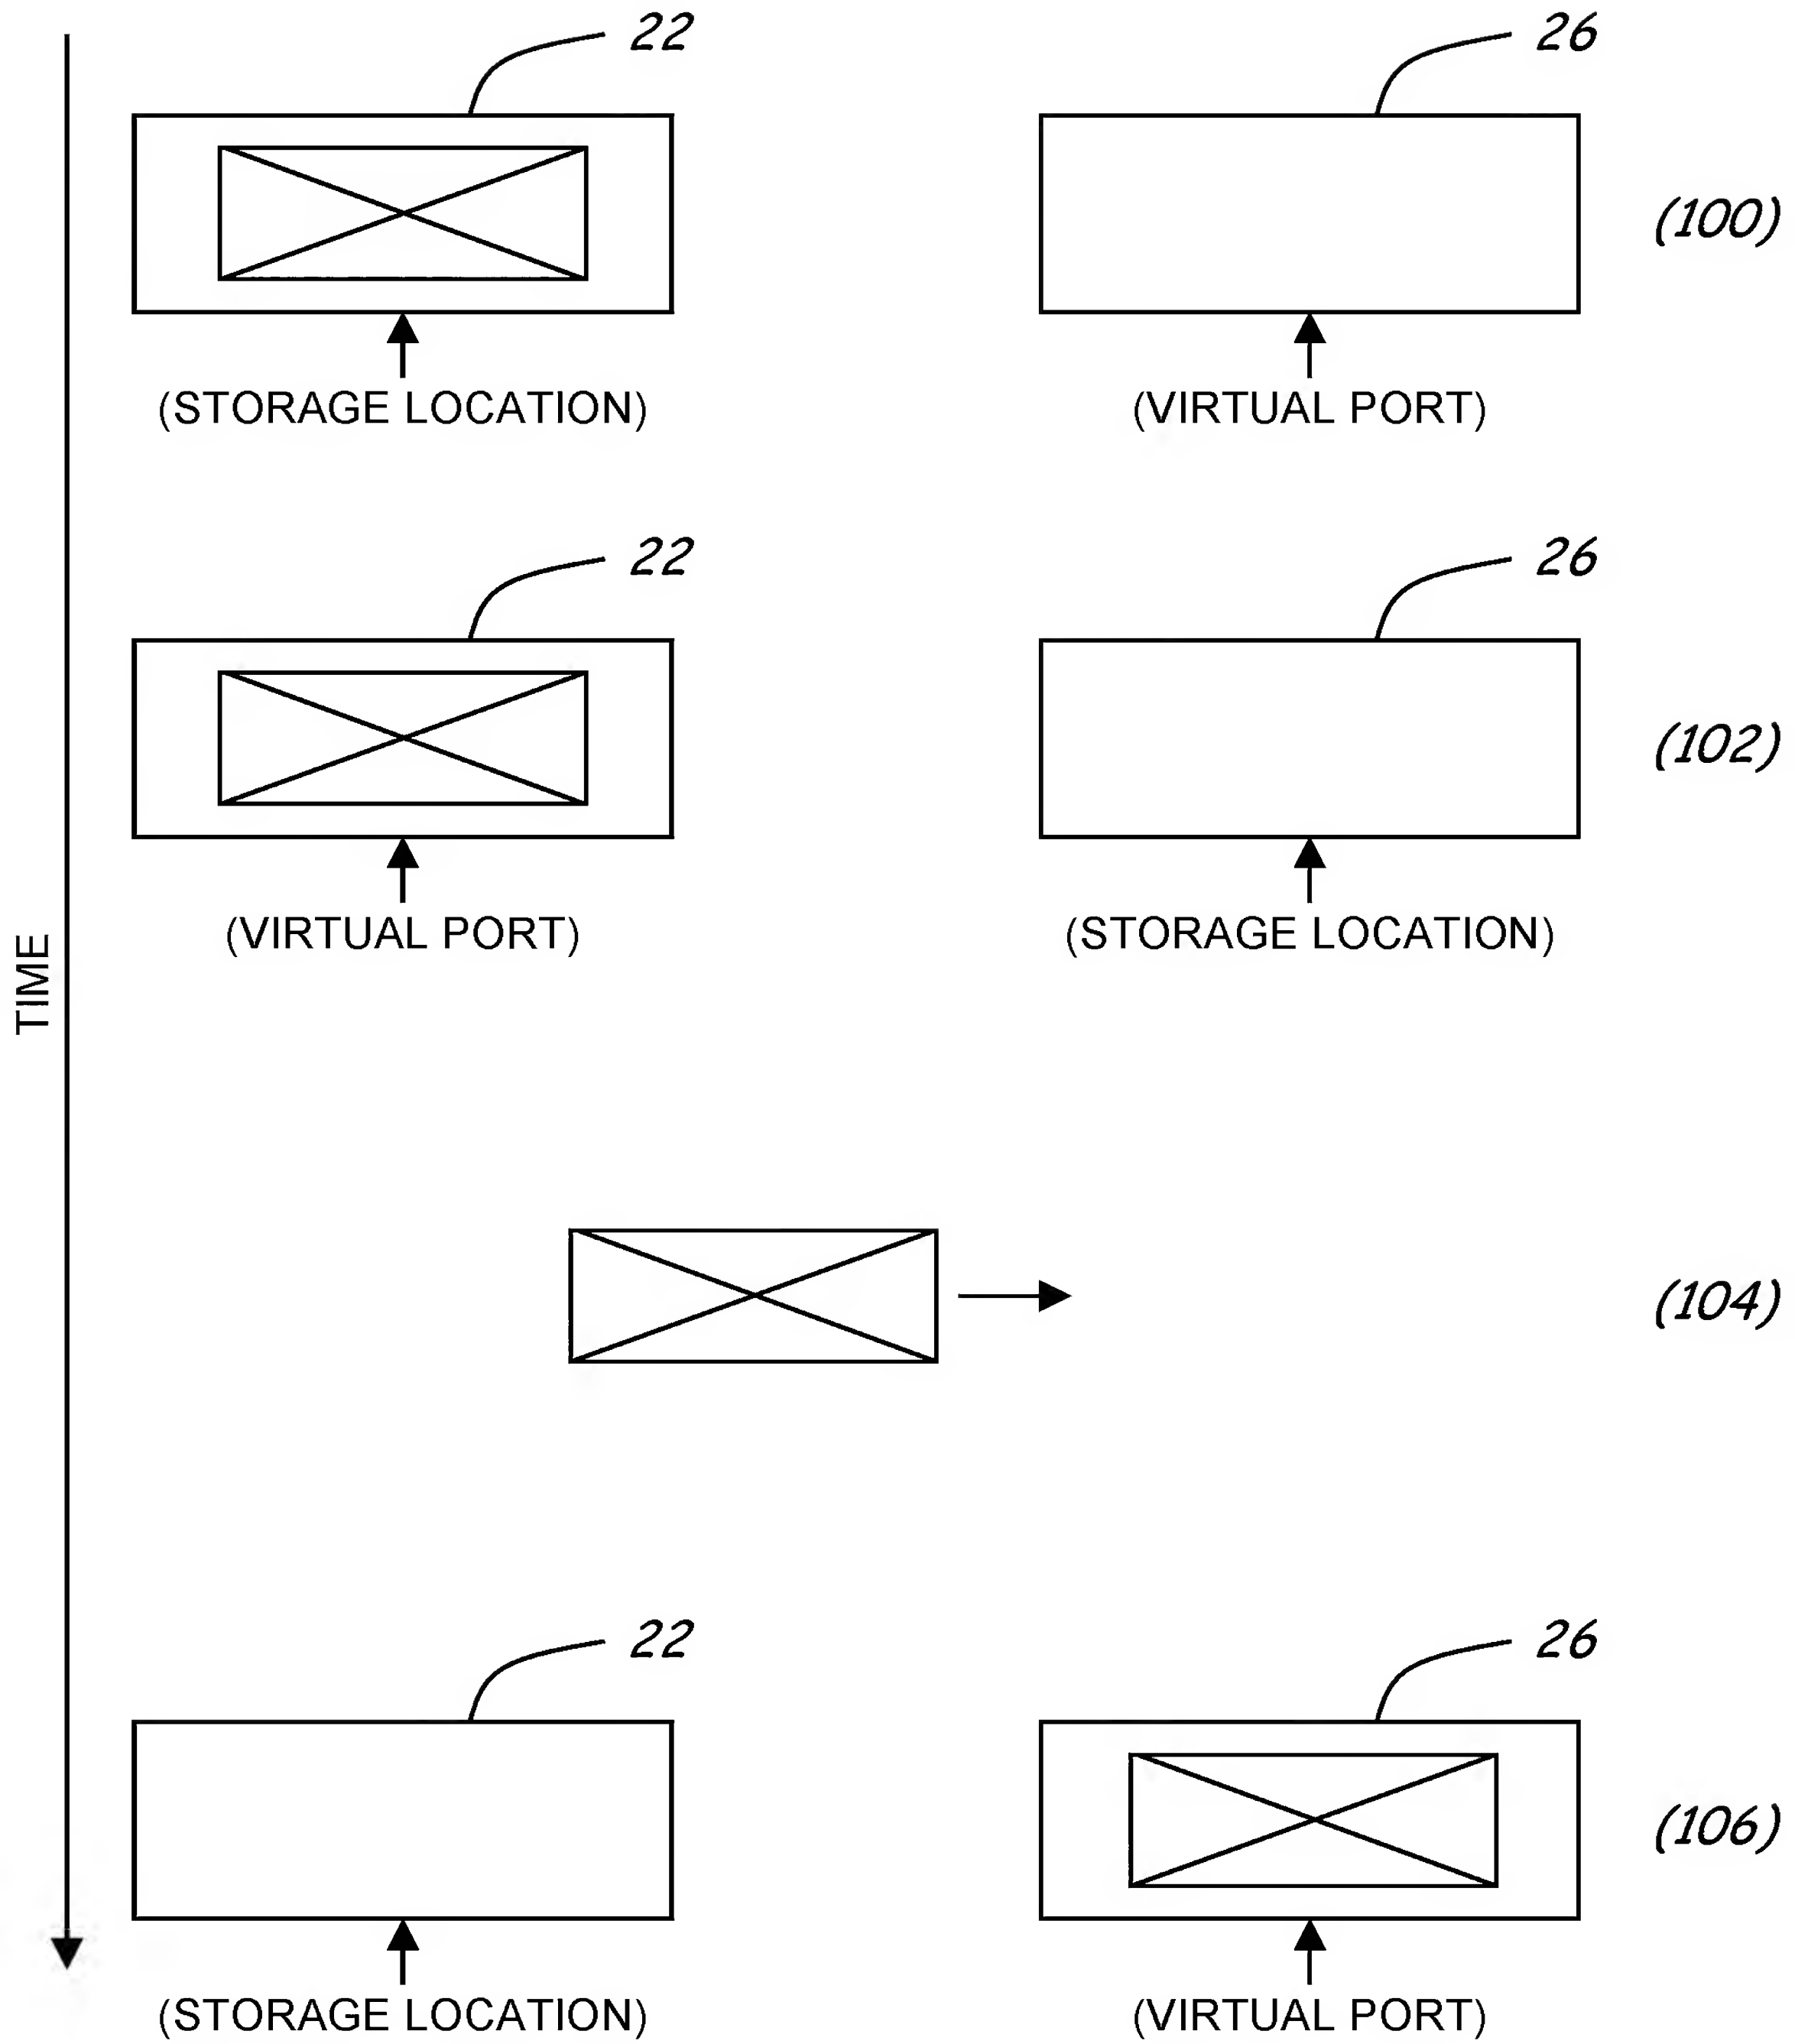 22 26
(100)
(STORAGE LOCATION) (VIRTUAL PORT)
22 26
(102)
(VIRTUAL PORT) (STORAGE LOCATION)
TIME
(104)
22 26
(106)
(STORAGE LOCATION) (VIRTUAL PORT)